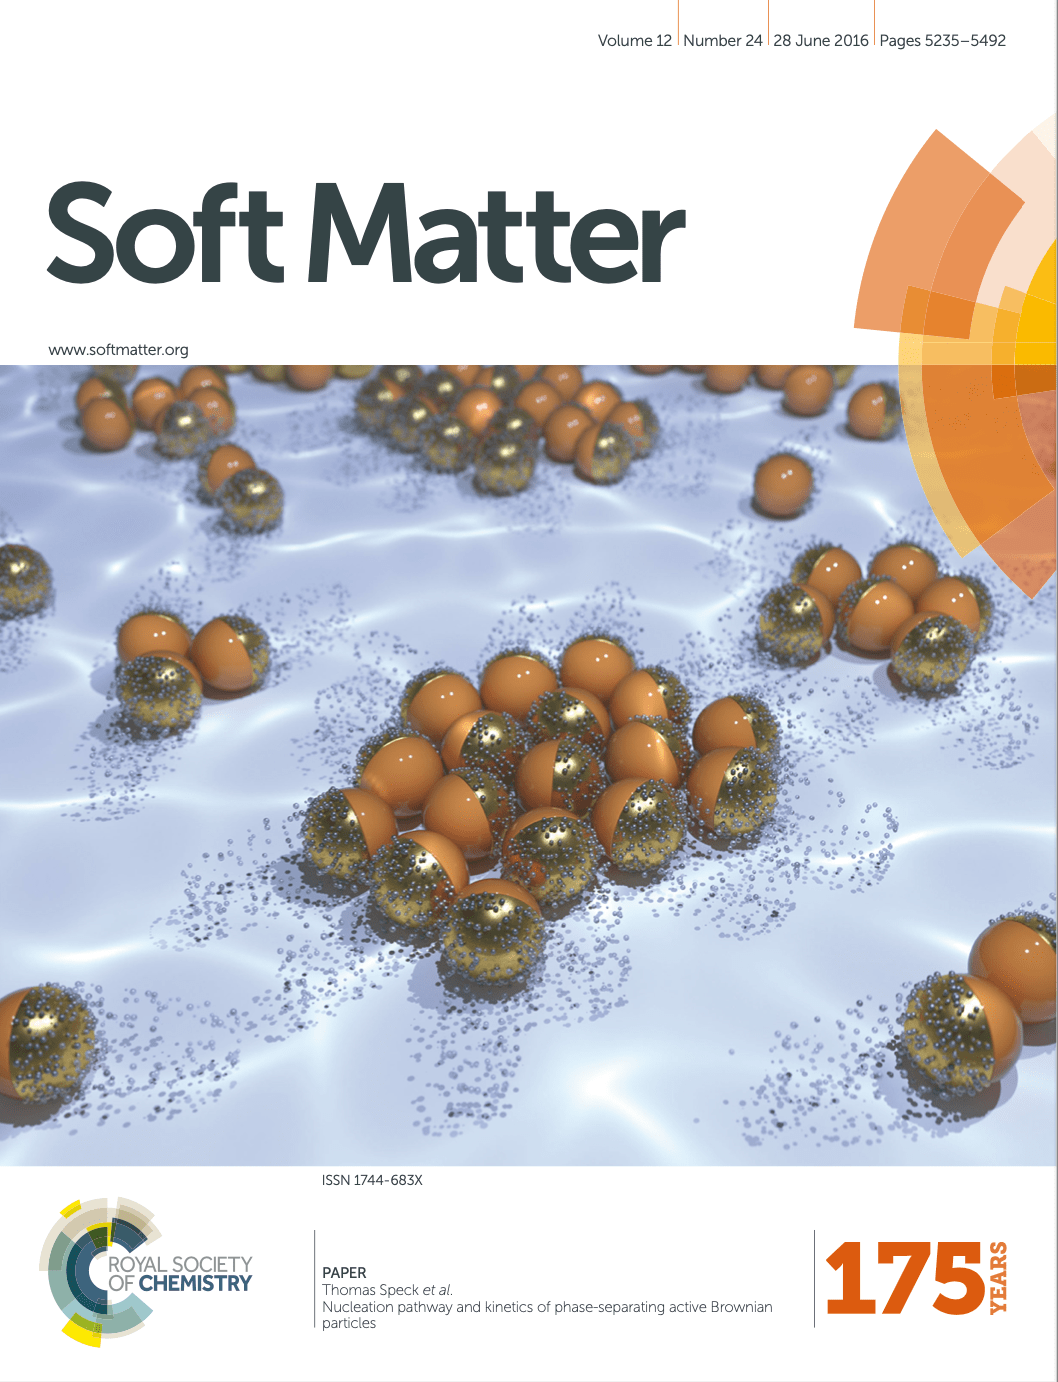 Volume 12 Number 24 28 June 2016 Pages 5235–5492
Soft Matter
www.softmatter.org
ISSN 1744-683X
ROYAL SOCIETY
OF CHEMISTRY
PAPER
Thomas Speck et al.
Nucleation pathway and kinetics of phase-separating active Brownian
particles
175
YEARS